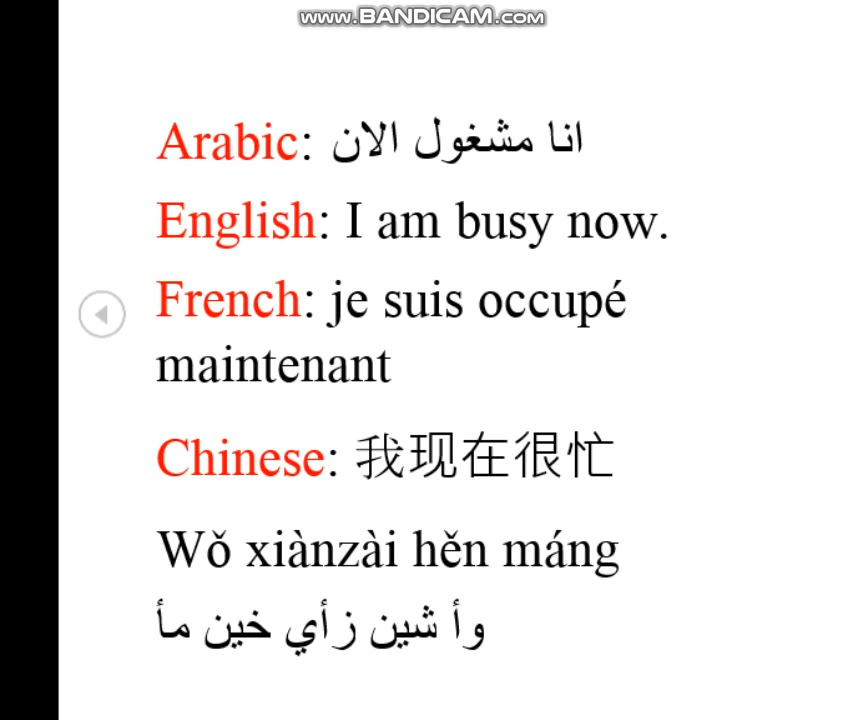 www.BANDICAM.com
Arabic: انا مشغول الان
English: I am busy now.
French: je suis occupé
maintenant
Chinese: 我现在很忙
Wǒ xiànzài hěn máng
وأ شين زأي خين مأ